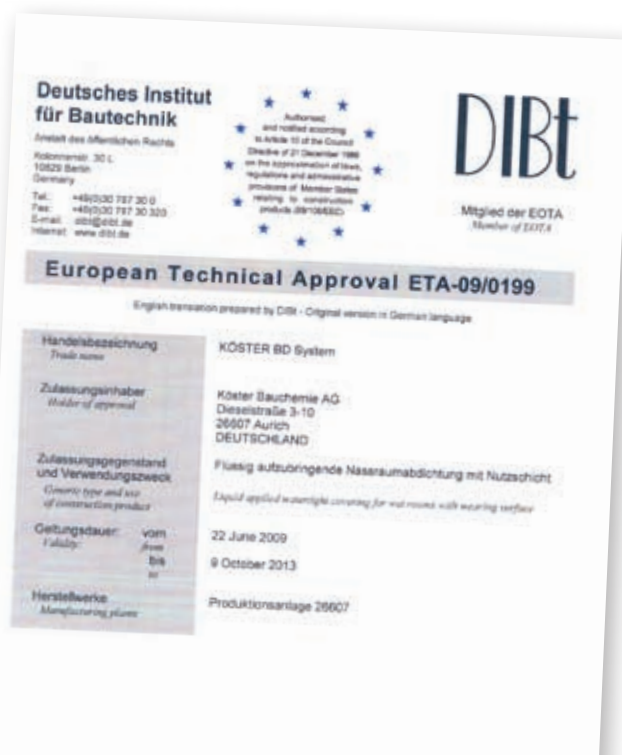 Deutsches Institut
für Bautechnik
Anstalt des öffentlichen Rechts
Kolonnenstr. 30 L
10829 Berlin
Germany
Tel.: +49(0)30 787 30 0
Fax: +49(0)30 787 30 320
E-mail: dibt@dibt.de
Internet: www.dibt.de
Authorised
and notified according
to Article 10 of the Council
Directive of 21 December 1988
on the approximation of laws,
regulations and administrative
provisions of Member States
relating to construction
products (89/106/EEC)
DIBt
Mitglied der EOTA
Member of EOTA
European Technical Approval ETA-09/0199
English translation prepared by DIBt - Original version in German language
Handelsbezeichnung
Trade name
KÖSTER BD System
Zulassungsinhaber
Holder of approval
Köster Bauchemie AG
Dieselstraße 3-10
26607 Aurich
DEUTSCHLAND
Zulassungsgegenstand
und Verwendungszweck
Generic type and use
of construction product
Flüssig aufzubringende Nassraumabdichtung mit Nutzschicht
Liquid applied watertight covering for wet rooms with wearing surface
Geltungsdauer: vom
Validity: from
22 June 2009
bis
to
9 October 2013
Herstellwerke
Manufacturing plants
Produktionsanlage 26607